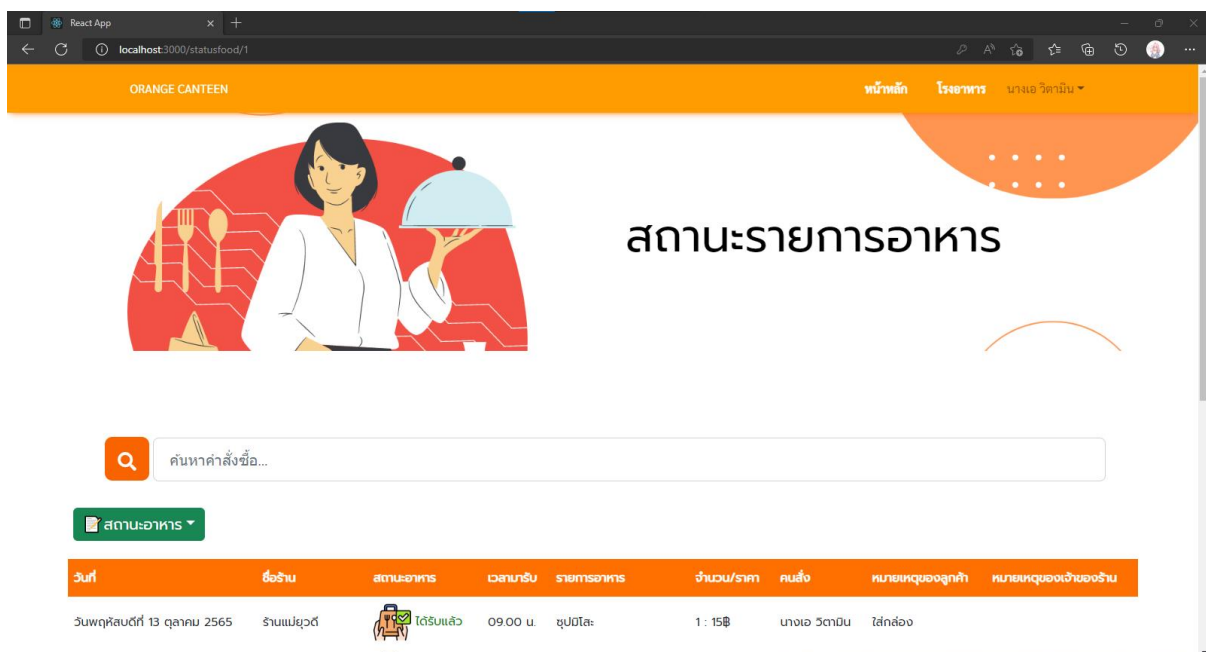 React App
localhost:3000/statusfood/1
ORANGE CANTEEN หน้าหลัก โรงอาหาร นางเอ วิตามิน
สถานะรายการอาหาร
ค้นหาคำสั่งซื้อ...
สถานะอาหาร
วันที่ ชื่อร้าน สถานะอาหาร เวลามารับ รายการอาหาร จำนวน/ราคา คนสั่ง หมายเหตุของลูกค้า หมายเหตุของเจ้าของร้าน
วันพฤหัสบดีที่ 13 ตุลาคม 2565 ร้านแม่ยุวดี ได้รับแล้ว 09.00 น. ซุปมิโสะ 1 : 15฿ นางเอ วิตามิน ใส่กล่อง